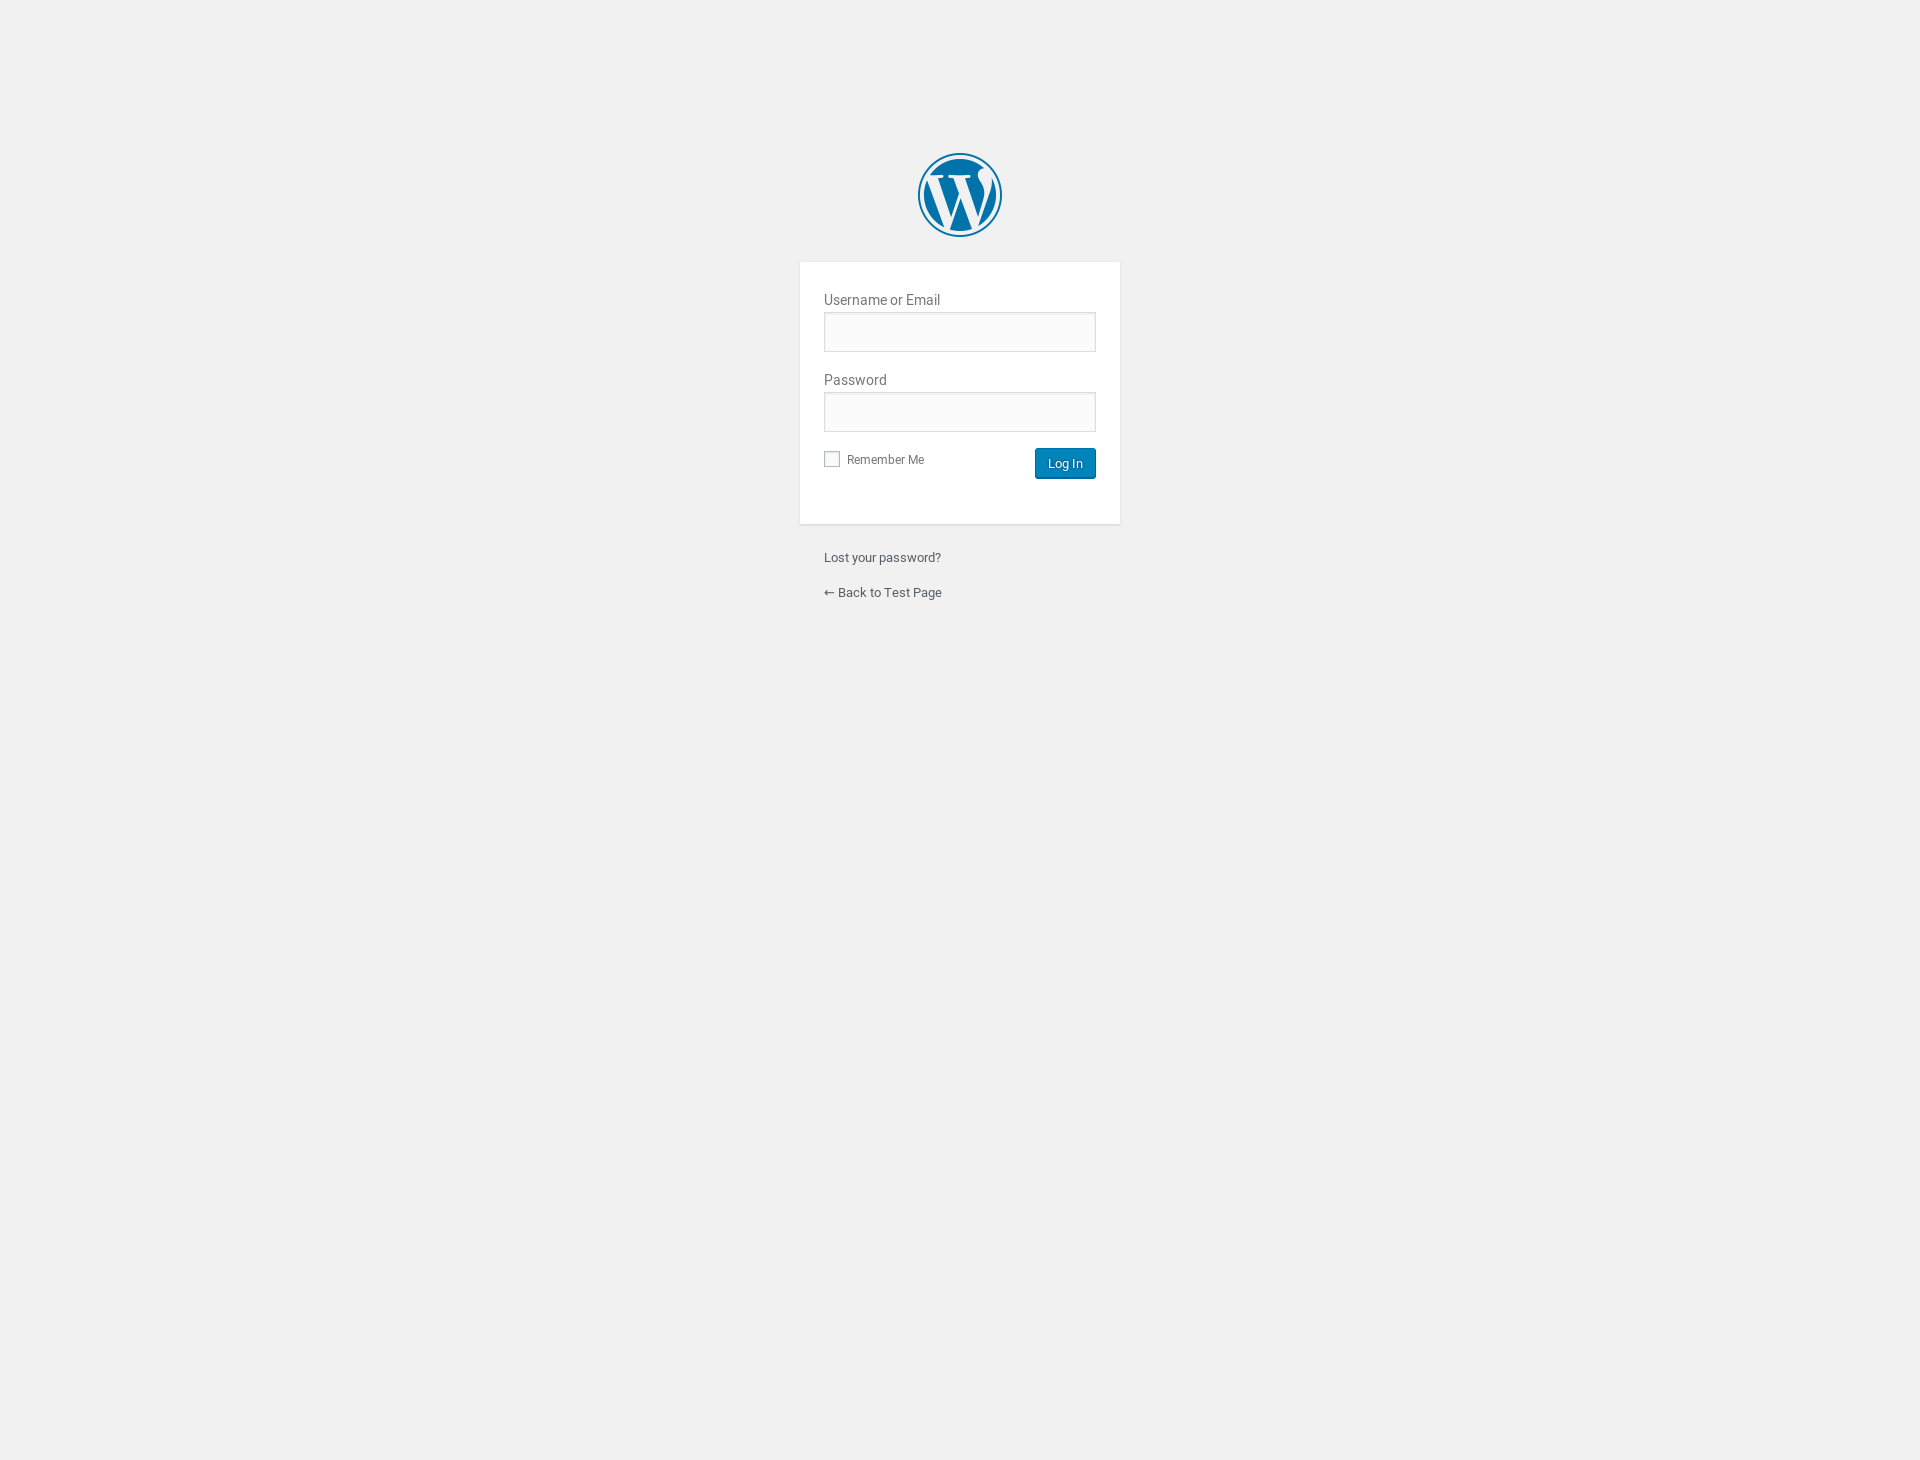 Username or Email
Password
Remember Me
Log In
Lost your password?
← Back to Test Page